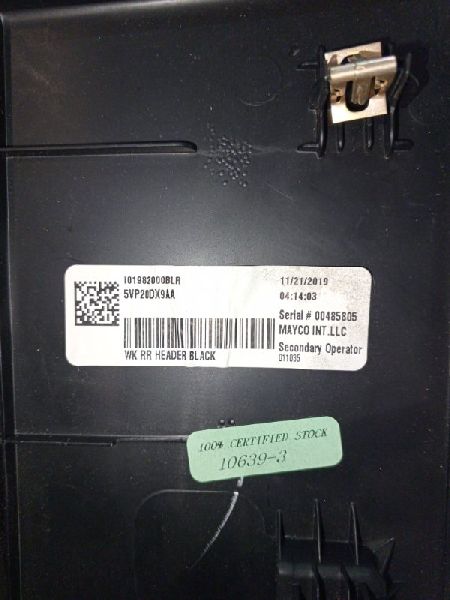 101982000BLR
5VP20DX9AA
WK RR HEADER BLACK
11/21/2019
04:14:03
Serial # 00485805
MAYCO INT.LLC
Secondary Operator
011035
100% CERTIFIED STOCK
10639-3